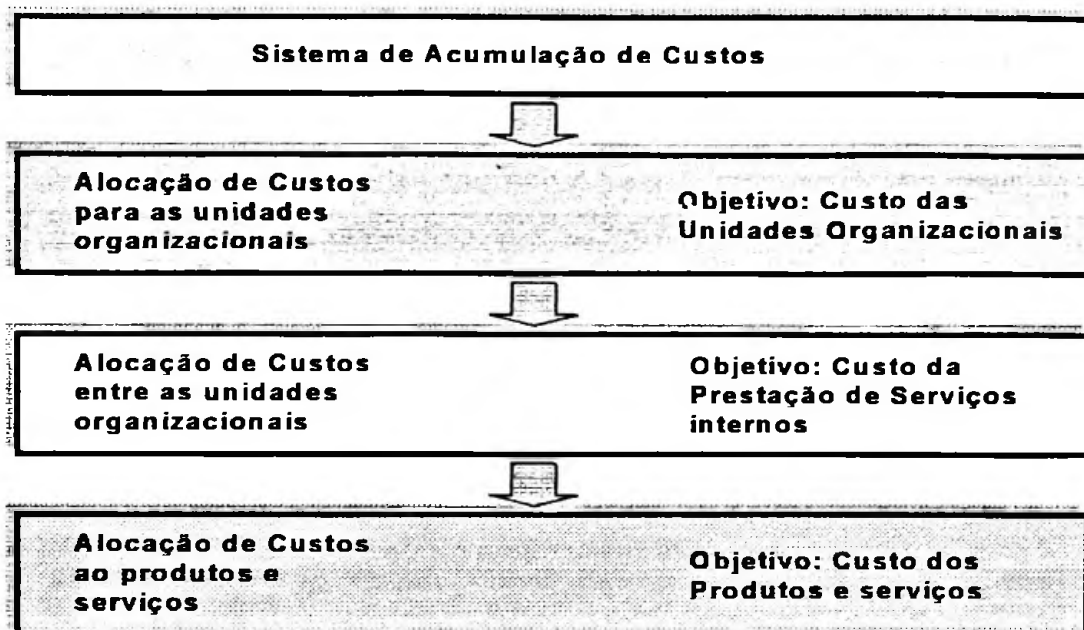 Sistema de Acumulação de Custos
Alocação de Custos
para as unidades
organizacionais
Objetivo: Custo das
Unidades Organizacionais
Alocação de Custos
entre as unidades
organizacionais
Objetivo: Custo da
Prestação de Serviços
internos
Alocação de Custos
ao produtos e
serviços
Objetivo: Custo dos
Produtos e serviços